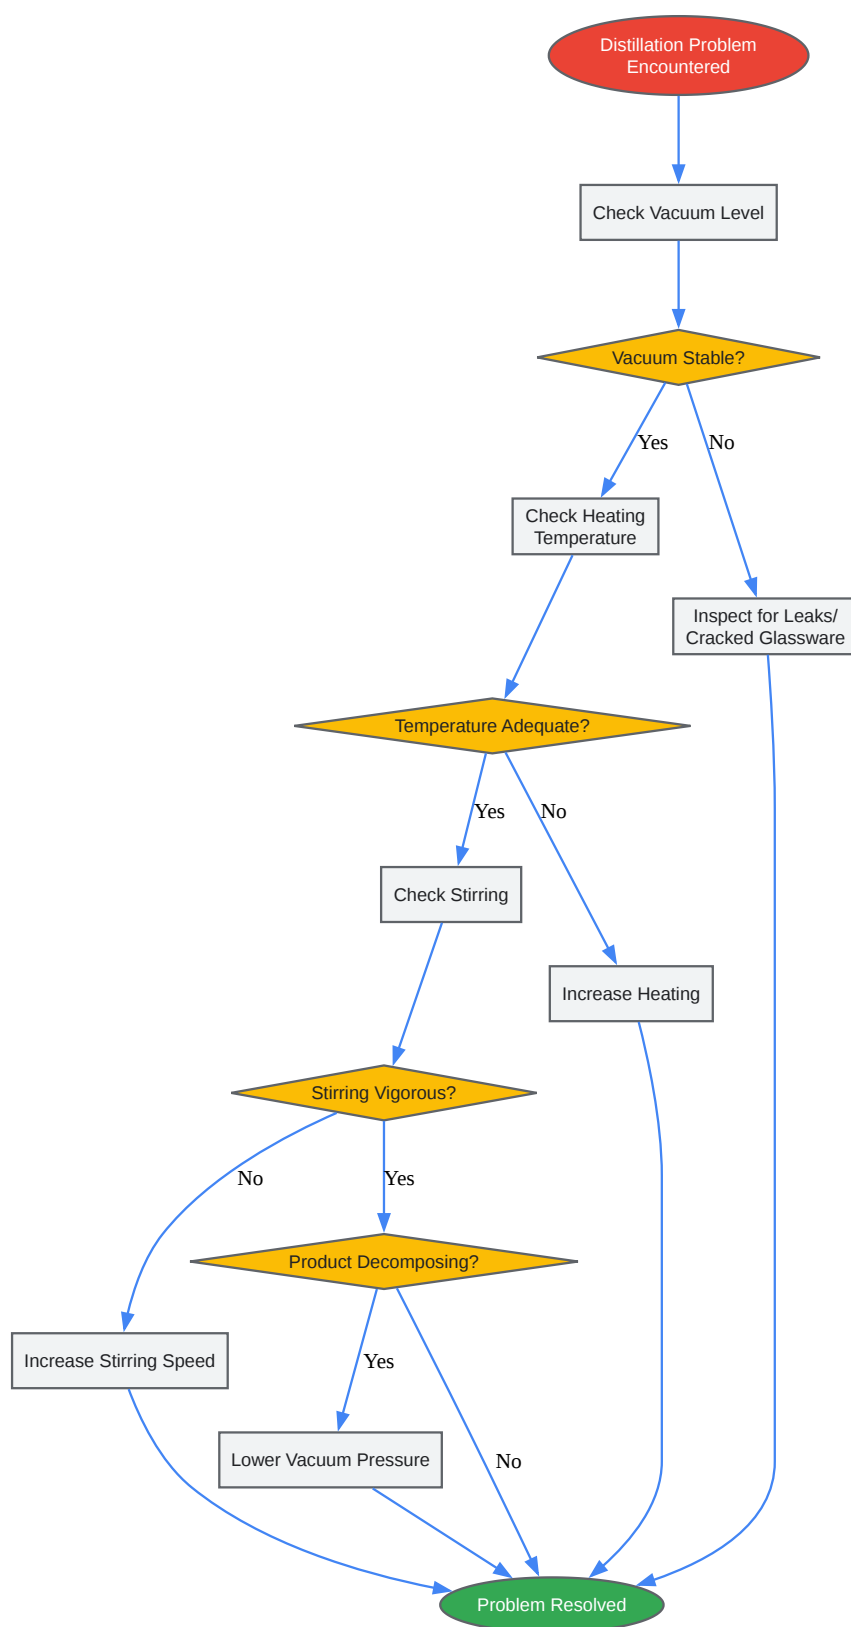 Distillation Problem
Encountered
Check Vacuum Level
Vacuum Stable?
Yes
No
Check Heating
Temperature
Inspect for Leaks/
Cracked Glassware
Temperature Adequate?
Yes
No
Check Stirring
Increase Heating
Stirring Vigorous?
No
Yes
Product Decomposing?
Increase Stirring Speed
Yes
Lower Vacuum Pressure
No
Problem Resolved